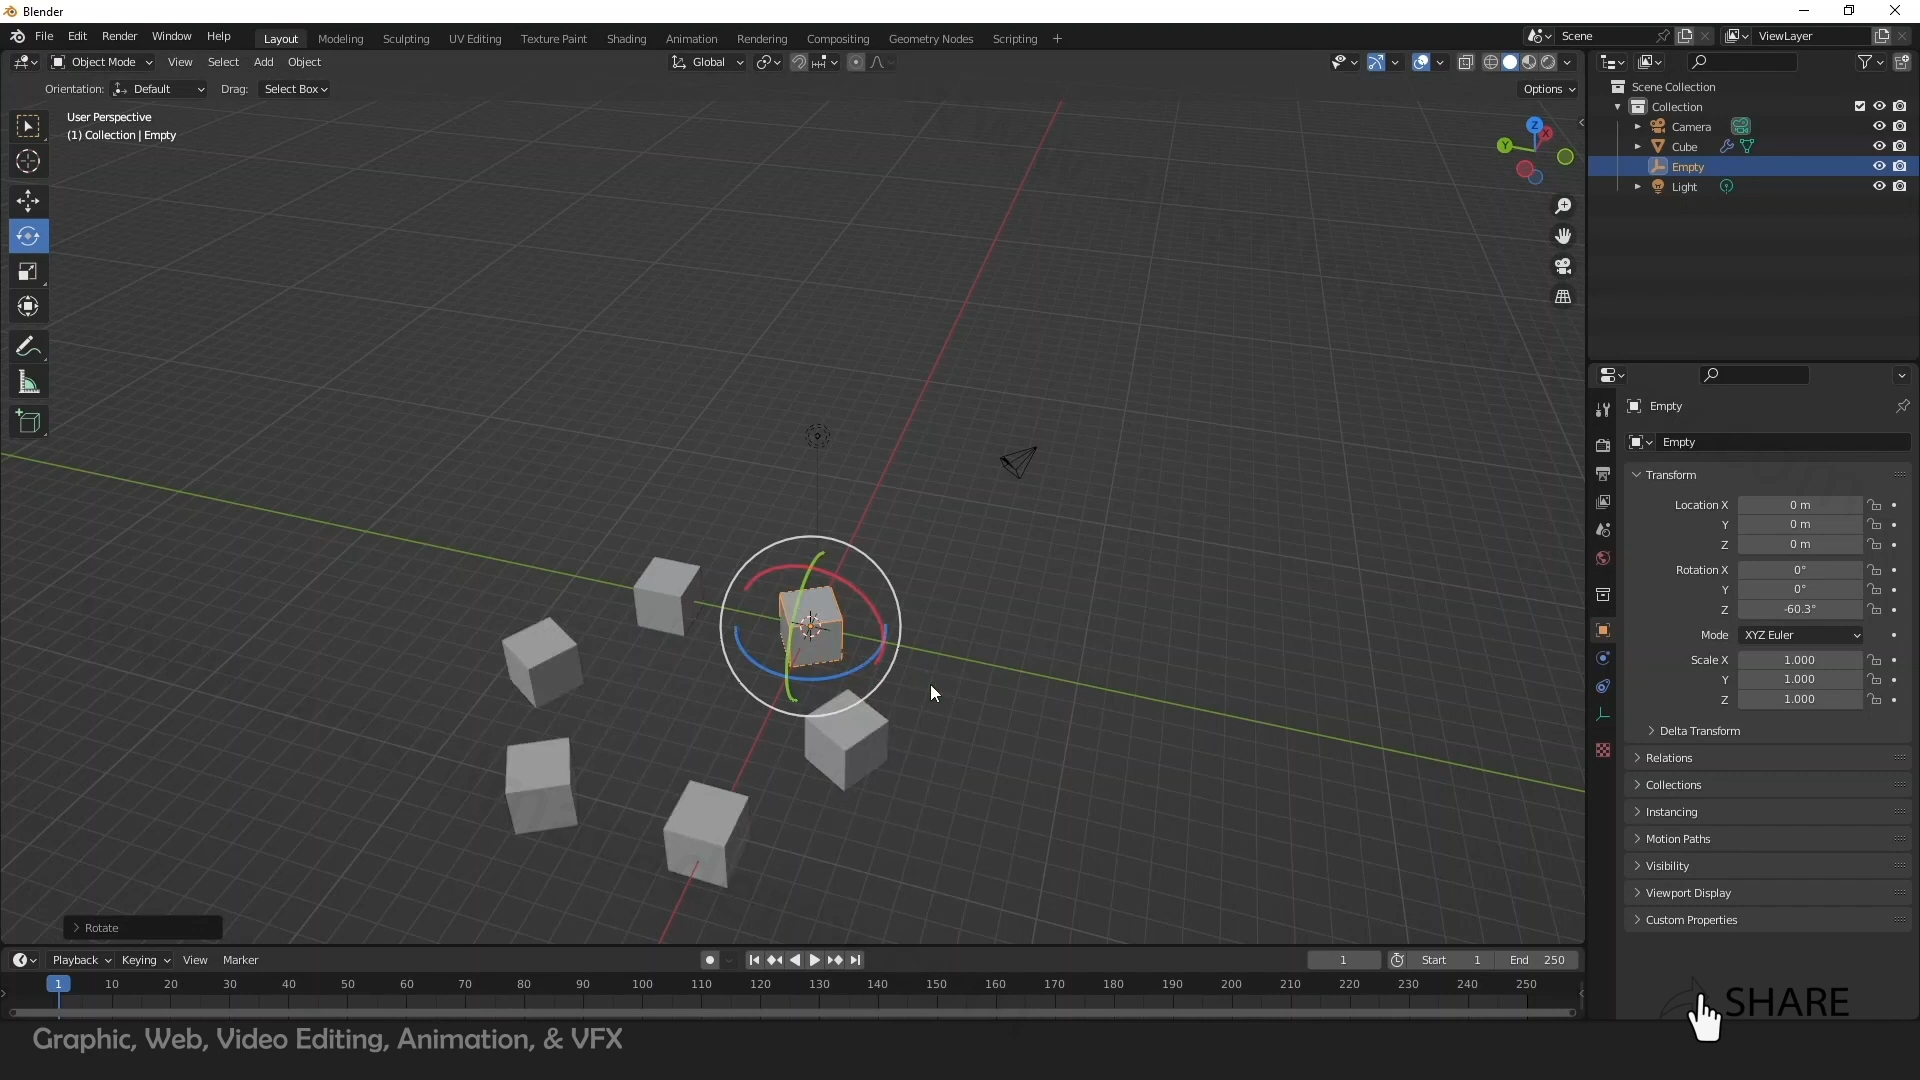 Blender
File Edit Render Window Help Layout Modeling Sculpting UV Editing Texture Paint Shading Animation Rendering Compositing Geometry Nodes Scripting + Scene ViewLayer
Object Mode View Select Add Object Global
Orientation: Default Drag: Select Box Options
User Perspective
(1) Collection | Empty
Z
X
Y
Scene Collection
Collection
Camera
Cube
Empty
Light
Empty
Empty
Transform
Location X 0 m
Y 0 m
Z 0 m
Rotation X 0°
Y 0°
Z -60.3°
Mode XYZ Euler
Scale X 1.000
Y 1.000
Z 1.000
Delta Transform
Relations
Collections
Instancing
Motion Paths
Visibility
Viewport Display
Custom Properties
Rotate
Playback Keying View Marker 1 Start 1 End 250
1 10 20 30 40 50 60 70 80 90 100 110 120 130 140 150 160 170 180 190 200 210 220 230 240 250
SHARE
Graphic, Web, Video Editing, Animation, & VFX